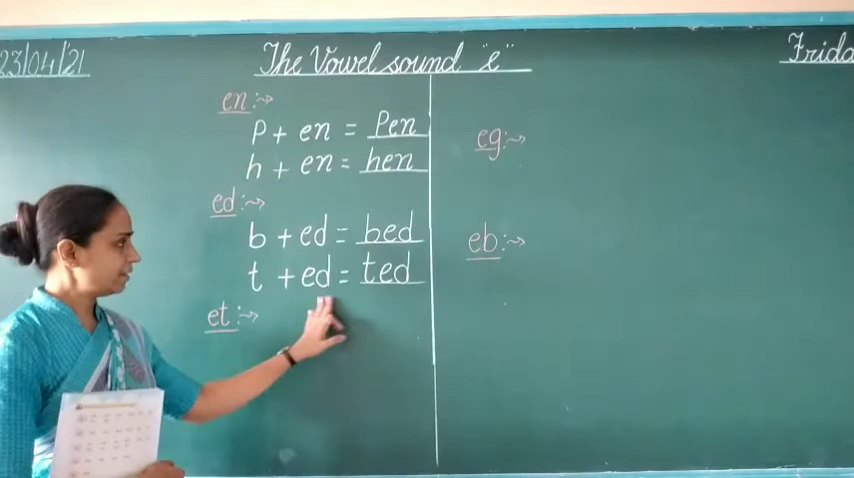 23/04/'21
The Vowel sound "e"
Frida
en:→
P + en = Pen
h + en = hen
ed:→
b + ed = bed
t + ed = ted
et:→
eg:→
eb:→